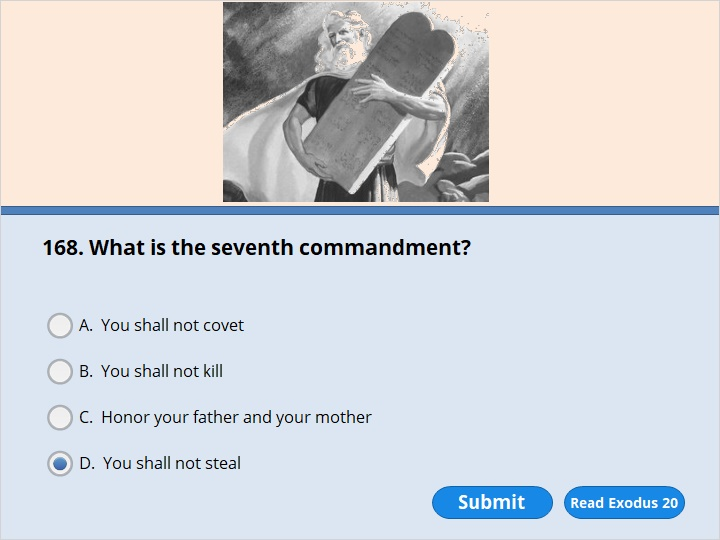 168. What is the seventh commandment?
A. You shall not covet
B. You shall not kill
C. Honor your father and your mother
D. You shall not steal
Submit
Read Exodus 20